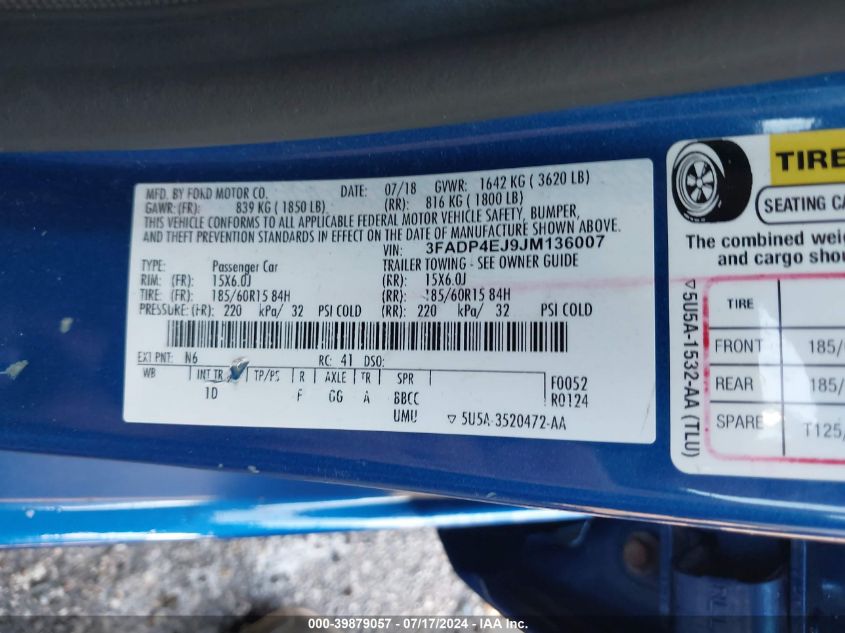 MFD. BY FORD MOTOR CO. DATE: 07/18 GVWR: 1642 KG ( 3620 LB)
GAWR: (FR): 839 KG ( 1850 LB) (RR): 816 KG ( 1800 LB)
THIS VEHICLE CONFORMS TO ALL APPLICABLE FEDERAL MOTOR VEHICLE SAFETY, BUMPER,
AND THEFT PREVENTION STANDARDS IN EFFECT ON THE DATE OF MANUFACTURE SHOWN ABOVE.
VIN: 3FADP4EJ9JM136007
TYPE: Passenger Car TRAILER TOWING - SEE OWNER GUIDE
RIM: (FR): 15X6.0J (RR): 15X6.0J
TIRE: (FR): 185/60R15 84H (RR): 185/60R15 84H
PRESSURE: (FR): 220 kPa/ 32 PSI COLD (RR): 220 kPa/ 32 PSI COLD
EXT PNT: N6 RC: 41 DSO:
WB INT TR TP/PS R AXLE TR SPR F0052
1D F GG A BBCC R0124
UMU ▽ 5U5A-3520472-AA
▽ 5U5A-1532-AA (TLU)
TIRE
SEATING CA
The combined wei
and cargo shou
TIRE
FRONT 185/
REAR 185/
SPARE T125/
000-39879057 - 07/17/2024 - IAAI Copart USA, LLC.